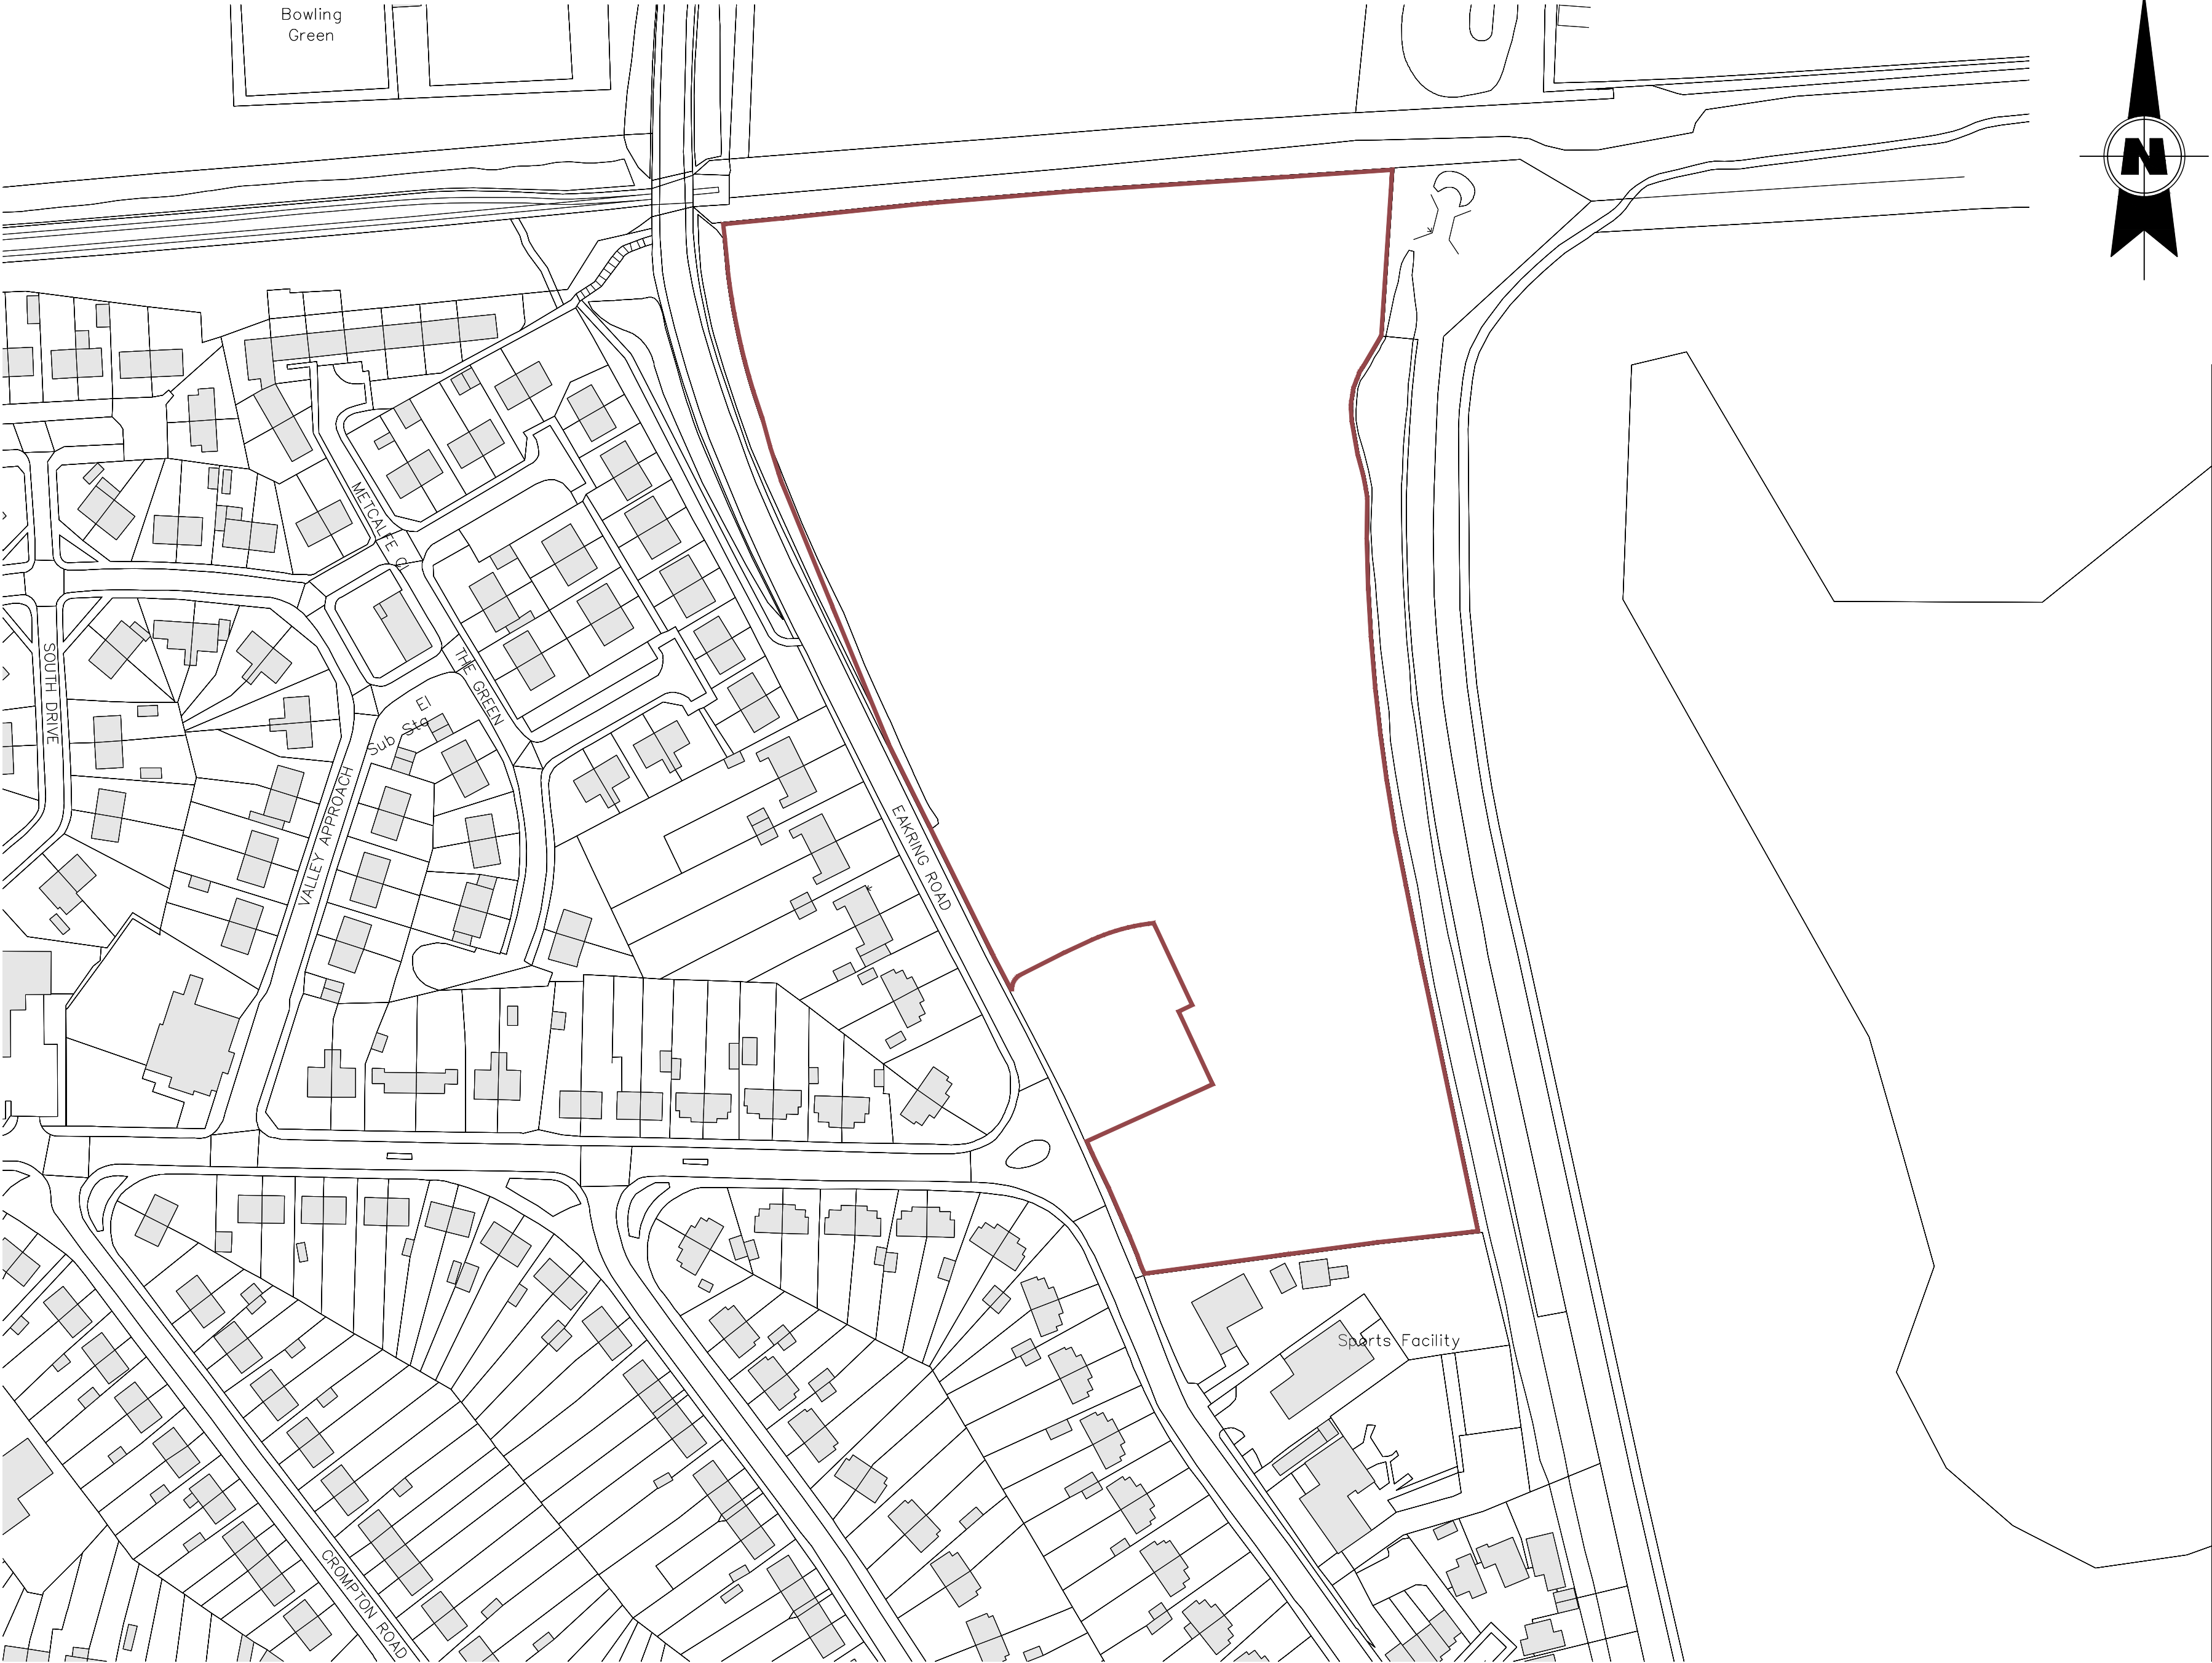 Bowling
Green
N
METCALFE Cl
SOUTH DRIVE
THE GREEN
El
Sub Sta
VALLEY APPROACH
EAKRING ROAD
Sports Facility
CROMPTON ROAD